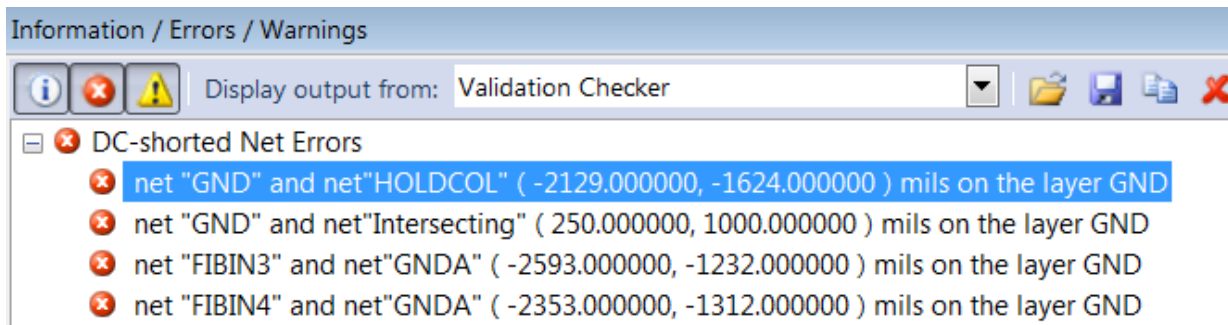 Information / Errors / Warnings
Display output from: Validation Checker
DC-shorted Net Errors
net "GND" and net"HOLDCOL" ( -2129.000000, -1624.000000 ) mils on the layer GND
net "GND" and net"Intersecting" ( 250.000000, 1000.000000 ) mils on the layer GND
net "FIBIN3" and net"GNDA" ( -2593.000000, -1232.000000 ) mils on the layer GND
net "FIBIN4" and net"GNDA" ( -2353.000000, -1312.000000 ) mils on the layer GND